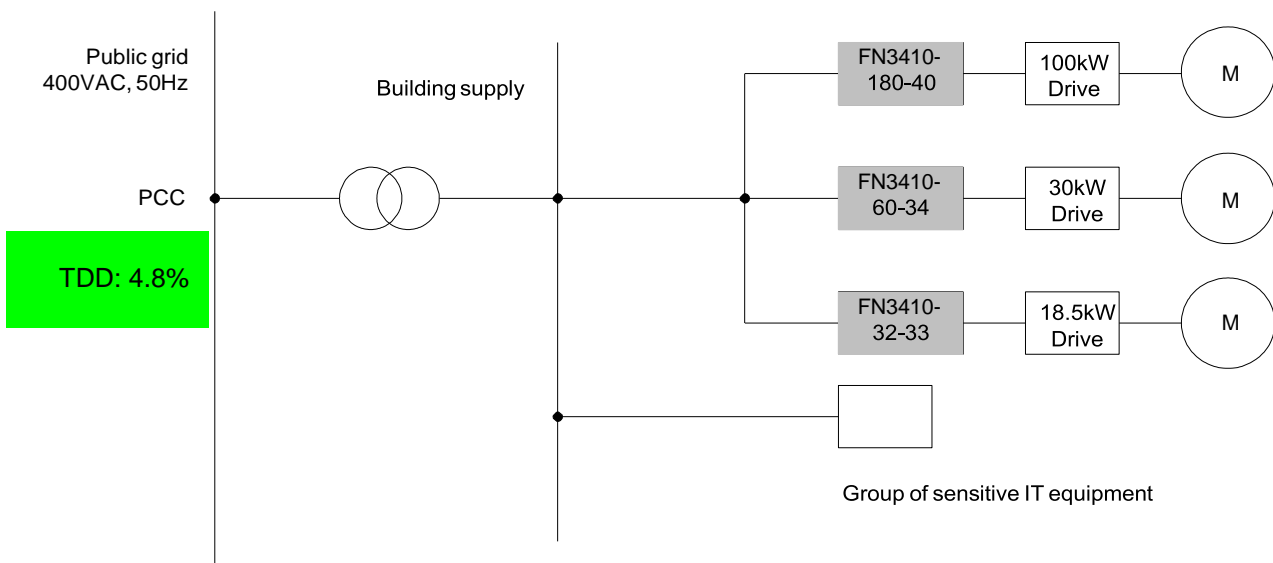 Public grid
400VAC, 50Hz
Building supply
PCC
TDD: 4.8%
FN3410-
180-40
100kW
Drive
M
FN3410-
60-34
30kW
Drive
M
FN3410-
32-33
18.5kW
Drive
M
Group of sensitive IT equipment